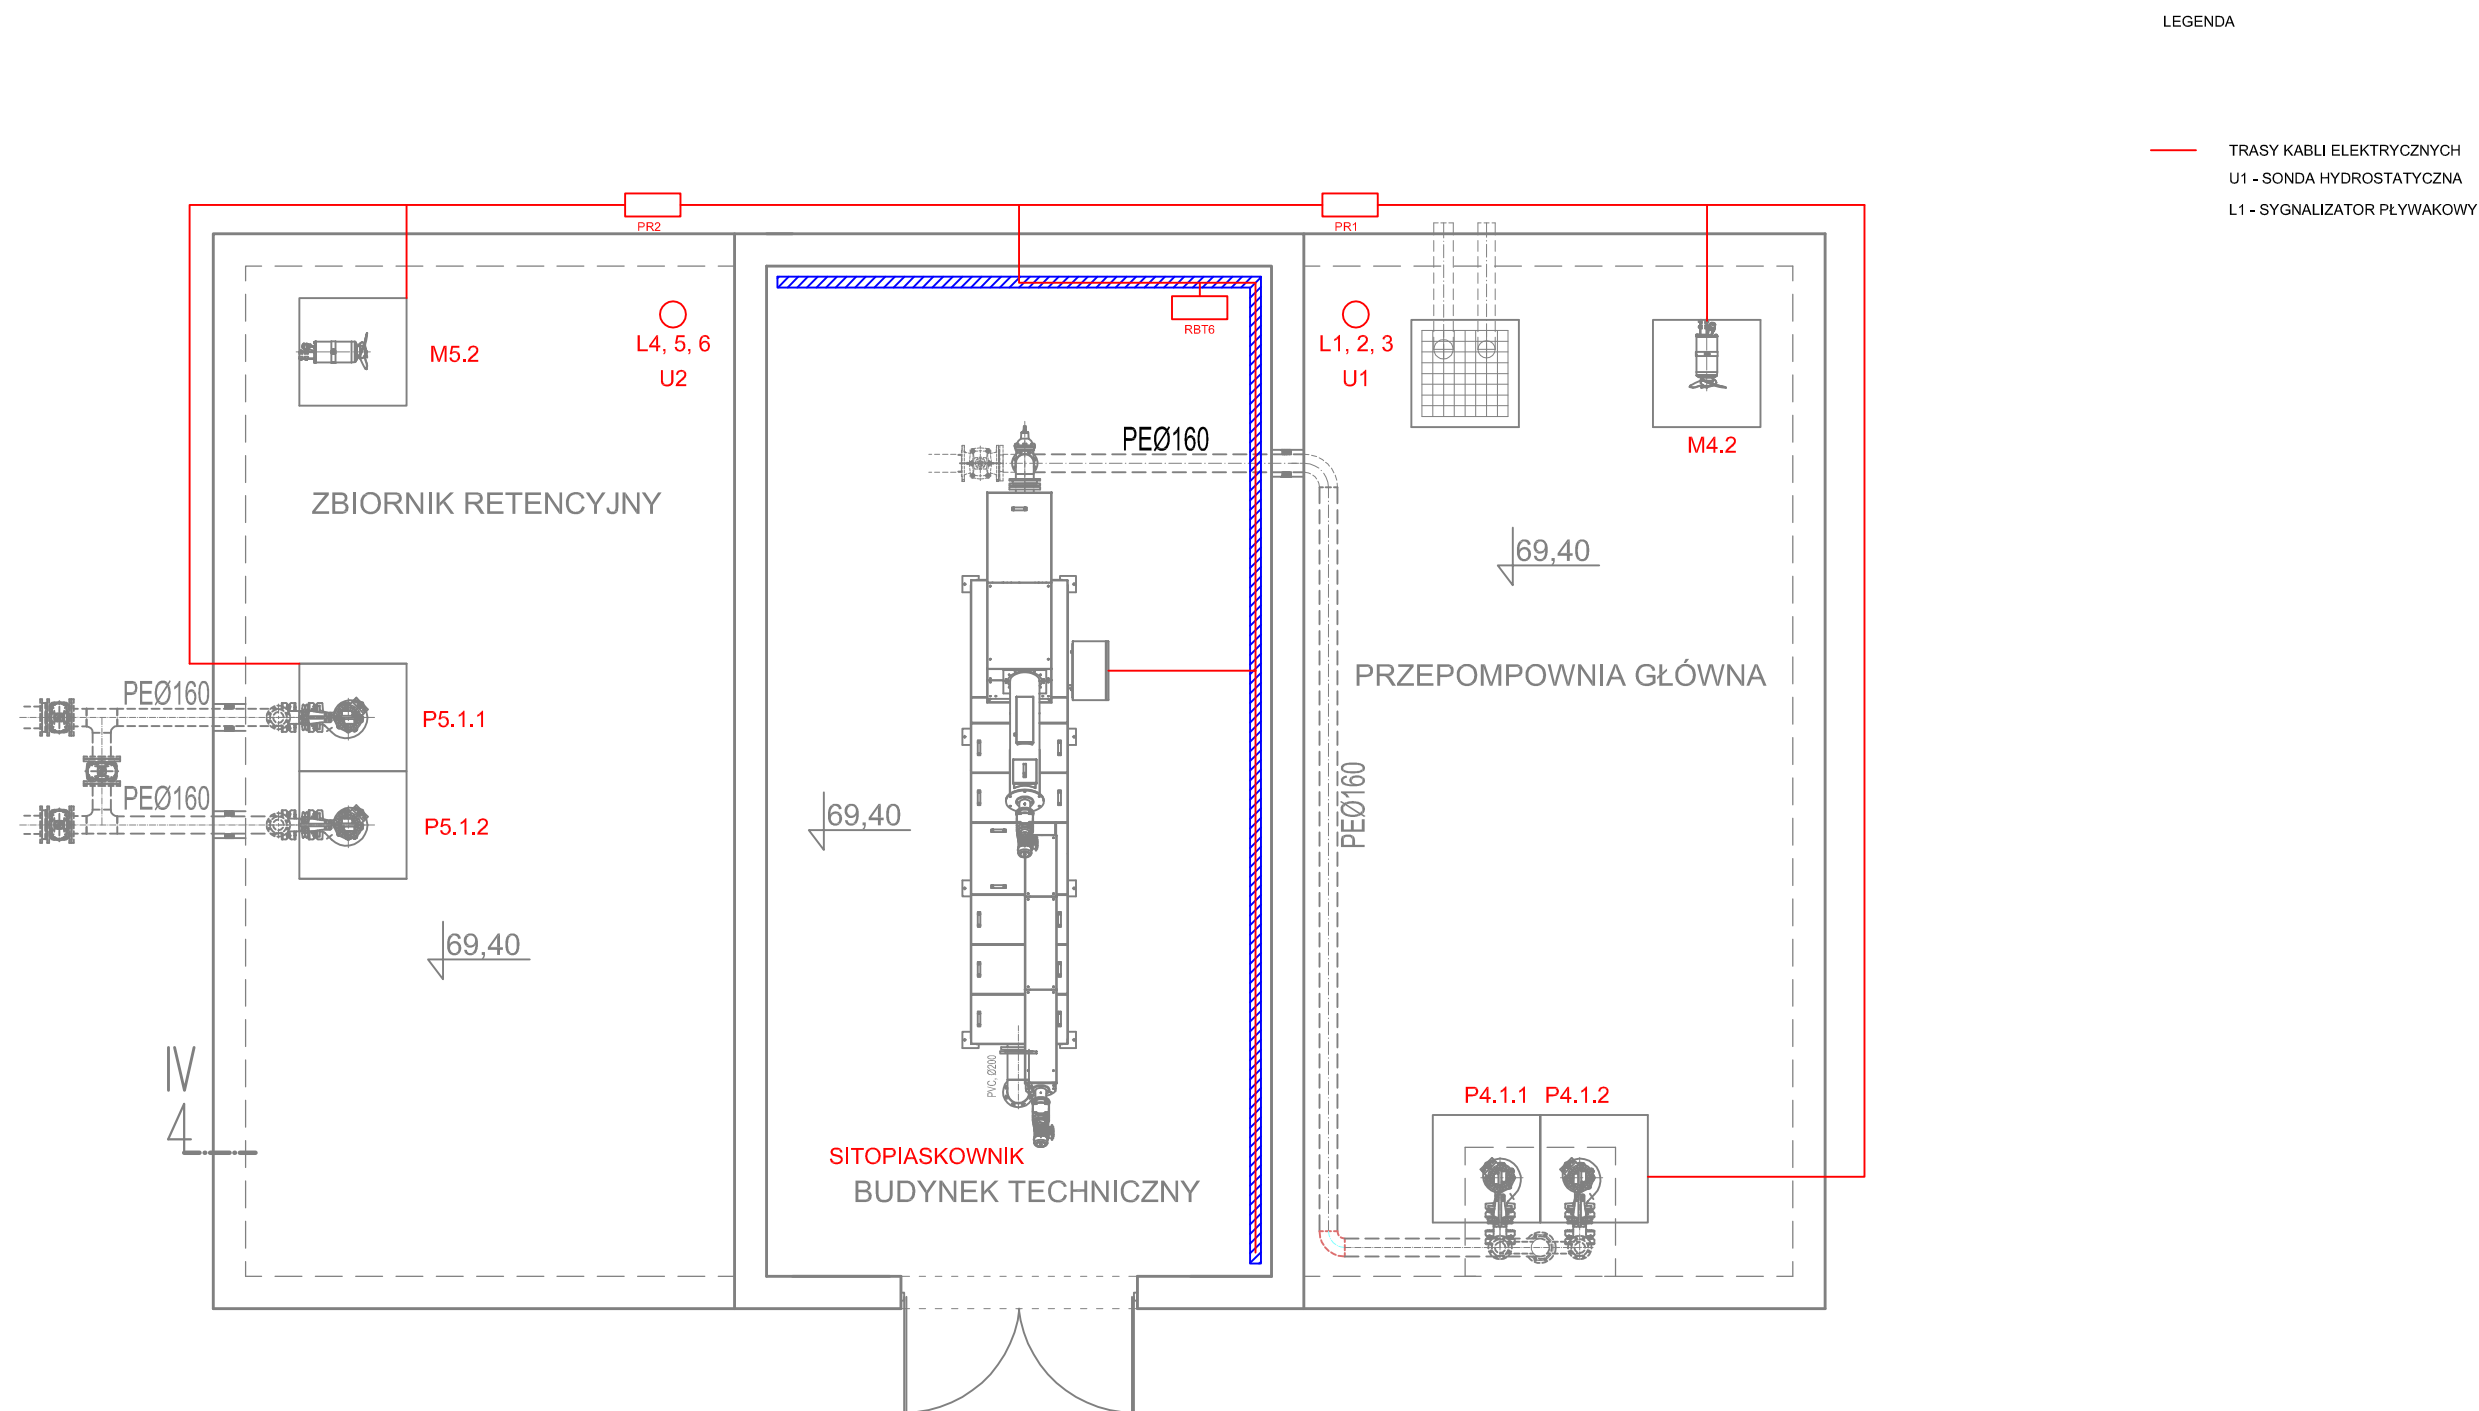 LEGENDA
TRASY KABLI ELEKTRYCZNYCH
U1 - SONDA HYDROSTATYCZNA
L1 - SYGNALIZATOR PŁYWAKOWY
PR2
PR1
RBT6
M5.2
L4, 5, 6
U2
L1, 2, 3
U1
M4.2
PEØ160
ZBIORNIK RETENCYJNY
69,40
PRZEPOMPOWNIA GŁÓWNA
PEØ160
P5.1.1
PEØ160
P5.1.2
69,40
PEØ160
69,40
IV
4
PVC, Ø200
P4.1.1 P4.1.2
SITOPIASKOWNIK
BUDYNEK TECHNICZNY